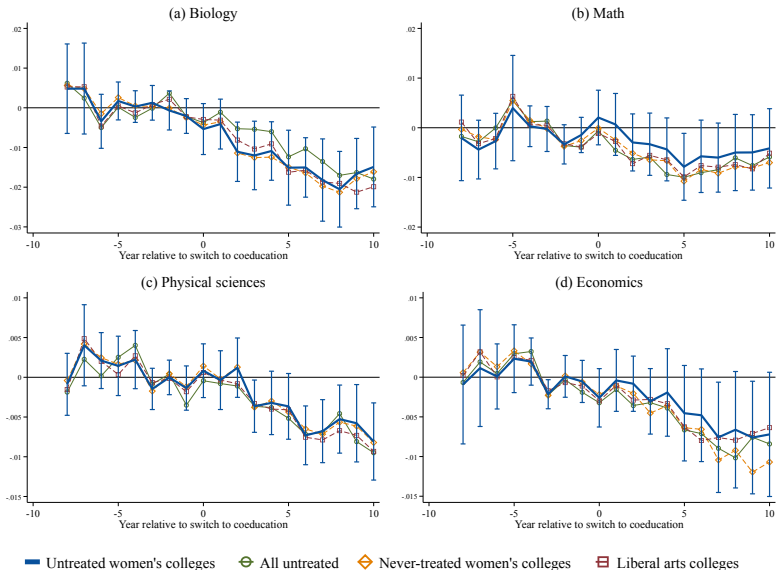 (a) Biology
.02
.01
0
-.01
-.02
-.03
-10 -5 0 5 10
Year relative to switch to coeducation
(b) Math
.02
.01
0
-.01
-.02
-10 -5 0 5 10
Year relative to switch to coeducation
(c) Physical sciences
.01
.005
0
-.005
-.01
-.015
-10 -5 0 5 10
Year relative to switch to coeducation
(d) Economics
.01
.005
0
-.005
-.01
-.015
-10 -5 0 5 10
Year relative to switch to coeducation
Untreated women's colleges All untreated Never-treated women's colleges Liberal arts colleges